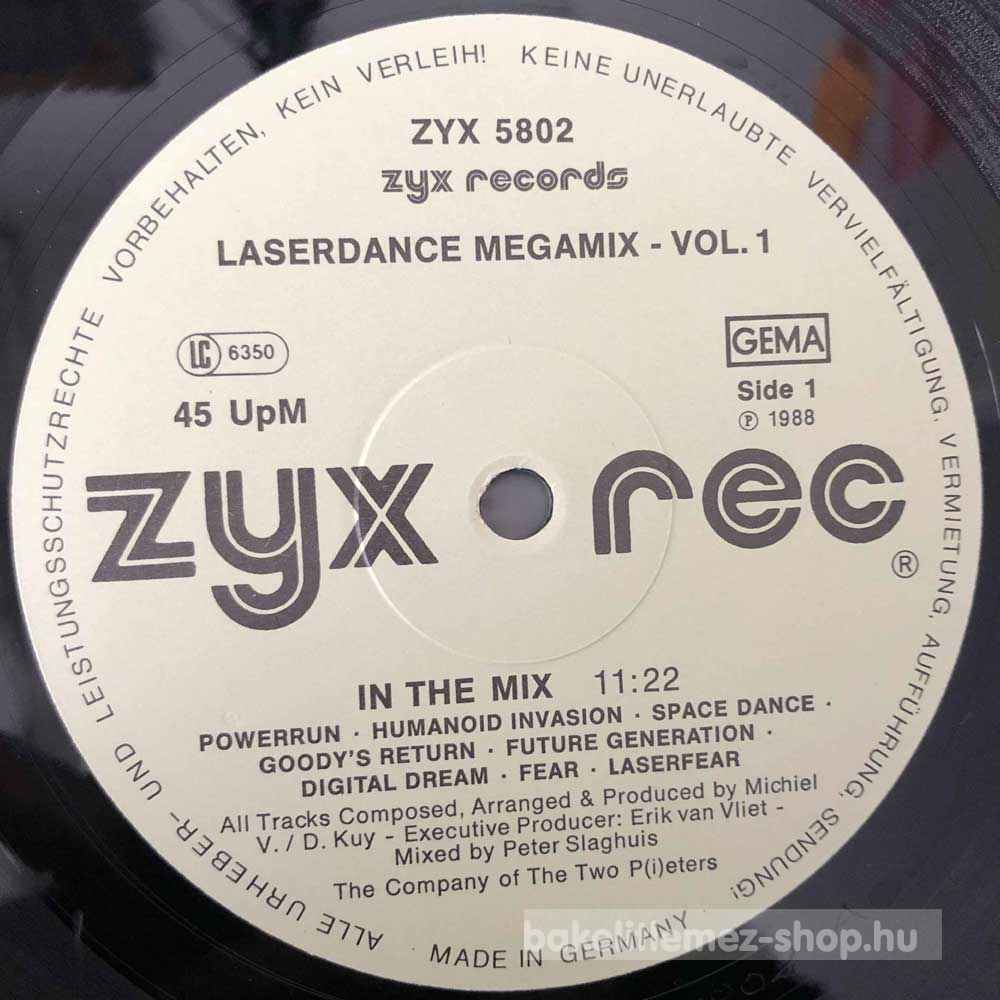 ALLE URHEBER- UND LEISTUNGSSCHUTZRECHTE VORBEHALTEN, KEIN VERLEIH! KEINE UNERLAUBTE VERVIELFÄLTIGUNG, VERMIETUNG, AUFFÜHRUNG, SENDUNG!
ZYX 5802
zyx records
LASERDANCE MEGAMIX - VOL. 1
LC 6350
GEMA
45 UpM
Side 1
℗ 1988
zyx rec ®
IN THE MIX 11:22
POWERRUN · HUMANOID INVASION · SPACE DANCE ·
GOODY'S RETURN · FUTURE GENERATION ·
DIGITAL DREAM · FEAR · LASERFEAR
All Tracks Composed, Arranged & Produced by Michiel
V. / D. Kuy - Executive Producer: Erik van Vliet -
Mixed by Peter Slaghuis
The Company of The Two P(i)eters
MADE IN GERMANY
bakelitlemez-shop.hu